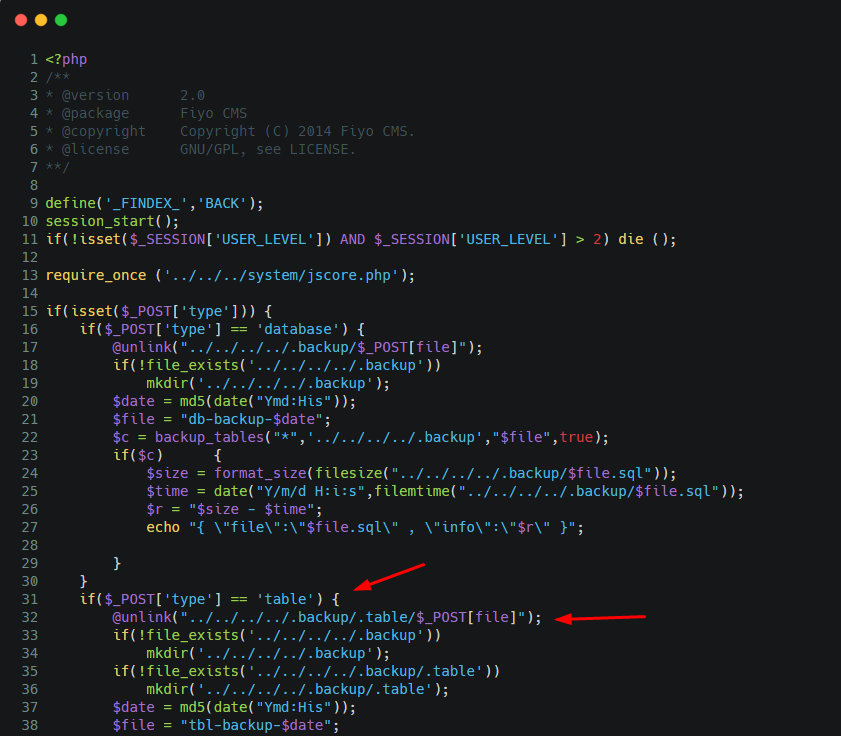 1 <?php
2 /**
3 * @version      2.0
4 * @package      Fiyo CMS
5 * @copyright    Copyright (C) 2014 Fiyo CMS.
6 * @license      GNU/GPL, see LICENSE.
7 **/
8
9 define('_FINDEX_','BACK');
10 session_start();
11 if(!isset($_SESSION['USER_LEVEL']) AND $_SESSION['USER_LEVEL'] > 2) die ();
12
13 require_once ('../../../system/jscore.php');
14
15 if(isset($_POST['type'])) {
16     if($_POST['type'] == 'database') {
17         @unlink("../../../../.backup/$_POST[file]");
18         if(!file_exists('../../../../.backup'))
19             mkdir('../../../../.backup');
20         $date = md5(date("Ymd:His"));
21         $file = "db-backup-$date";
22         $c = backup_tables("*",'../../../../.backup',"$file",true);
23         if($c)      {
24             $size = format_size(filesize("../../../../.backup/$file.sql"));
25             $time = date("Y/m/d H:i:s",filemtime("../../../../.backup/$file.sql"));
26             $r = "$size - $time";
27             echo "{ \"file\":\"$file.sql\" , \"info\":\"$r\" }";
28
29         }
30     }
31     if($_POST['type'] == 'table') {
32         @unlink("../../../../.backup/.table/$_POST[file]");
33         if(!file_exists('../../../../.backup'))
34             mkdir('../../../../.backup');
35         if(!file_exists('../../../../.backup/.table'))
36             mkdir('../../../../.backup/.table');
37         $date = md5(date("Ymd:His"));
38         $file = "tbl-backup-$date";